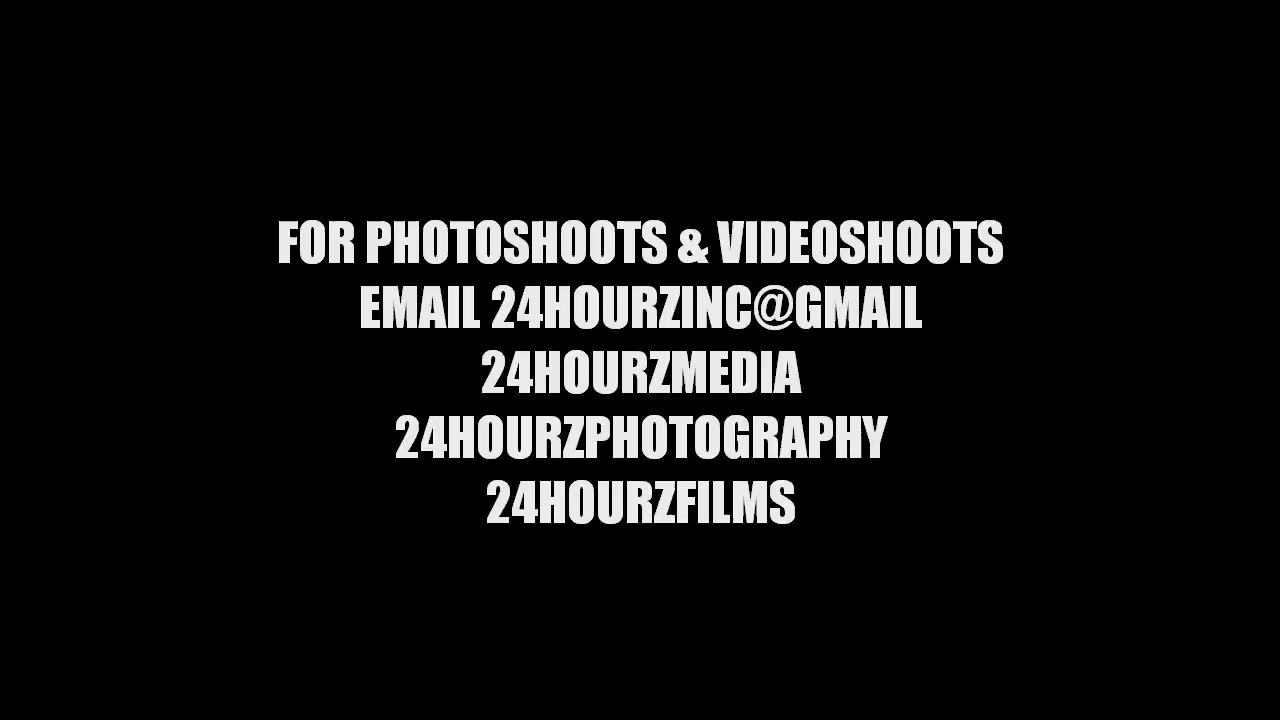 FOR PHOTOSHOOTS & VIDEOSHOOTS
EMAIL 24HOURZINC@GMAIL
24HOURZMEDIA
24HOURZPHOTOGRAPHY
24HOURZFILMS